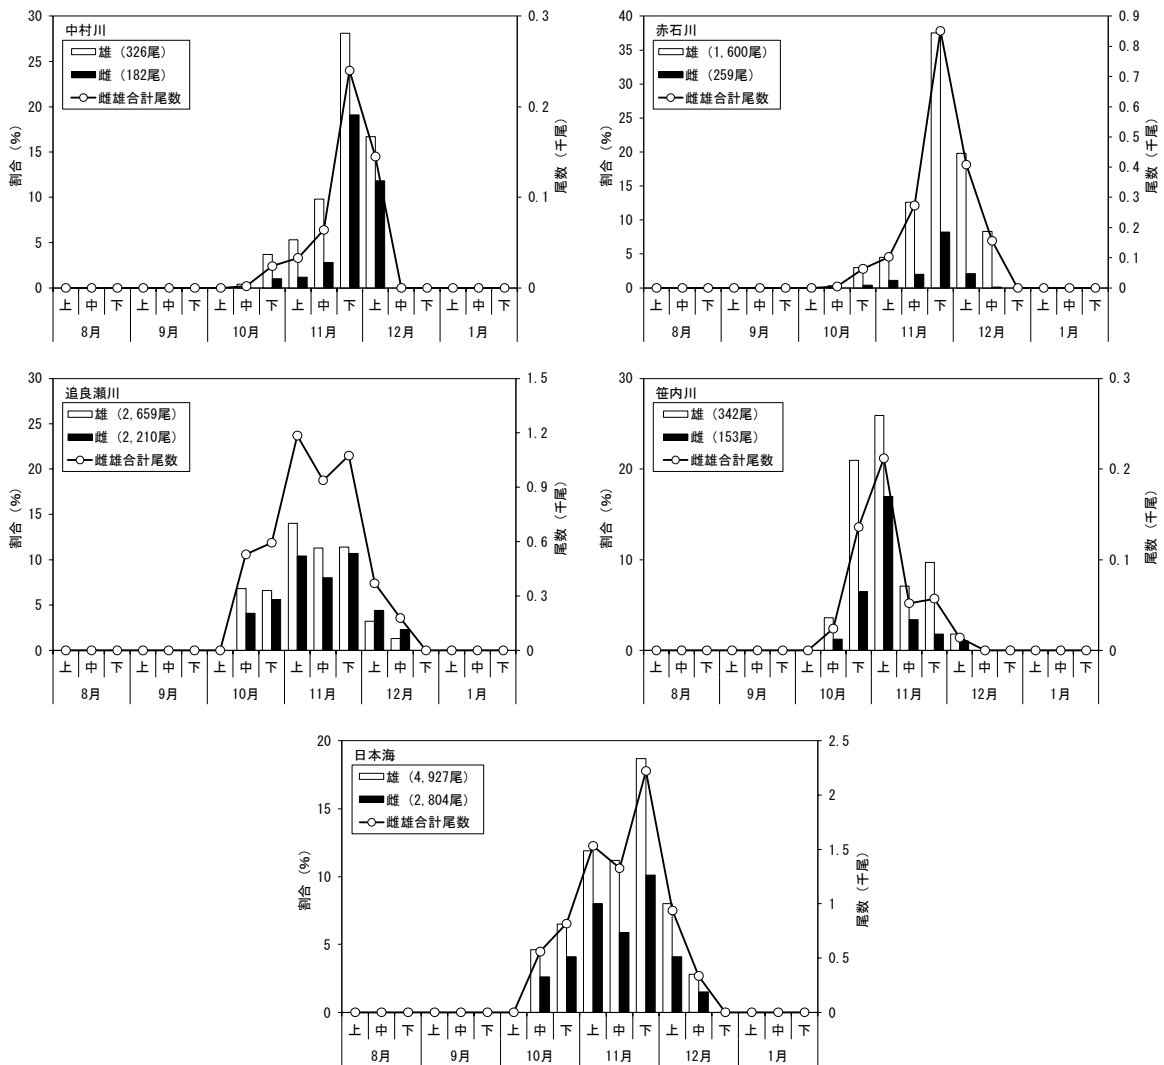 中村川
雄（326尾）
雌（182尾）
雌雄合計尾数
割合（%）
尾数（千尾）
30
25
20
15
10
5
0
0.3
0.2
0.1
0
上 中 下 上 中 下 上 中 下 上 中 下 上 中 下 上 中 下
8月 9月 10月 11月 12月 1月
赤石川
雄（1,600尾）
雌（259尾）
雌雄合計尾数
割合（%）
尾数（千尾）
40
35
30
25
20
15
10
5
0
0.9
0.8
0.7
0.6
0.5
0.4
0.3
0.2
0.1
0
上 中 下 上 中 下 上 中 下 上 中 下 上 中 下 上 中 下
8月 9月 10月 11月 12月 1月
追良瀬川
雄（2,659尾）
雌（2,210尾）
雌雄合計尾数
割合（%）
尾数（千尾）
30
25
20
15
10
5
0
1.5
1.2
0.9
0.6
0.3
0
上 中 下 上 中 下 上 中 下 上 中 下 上 中 下 上 中 下
8月 9月 10月 11月 12月 1月
笹内川
雄（342尾）
雌（153尾）
雌雄合計尾数
割合（%）
尾数（千尾）
30
20
10
0
0.3
0.2
0.1
0
上 中 下 上 中 下 上 中 下 上 中 下 上 中 下 上 中 下
8月 9月 10月 11月 12月 1月
日本海
雄（4,927尾）
雌（2,804尾）
雌雄合計尾数
割合（%）
尾数（千尾）
20
15
10
5
0
2.5
2
1.5
1
0.5
0
上 中 下 上 中 下 上 中 下 上 中 下 上 中 下 上 中 下
8月 9月 10月 11月 12月 1月